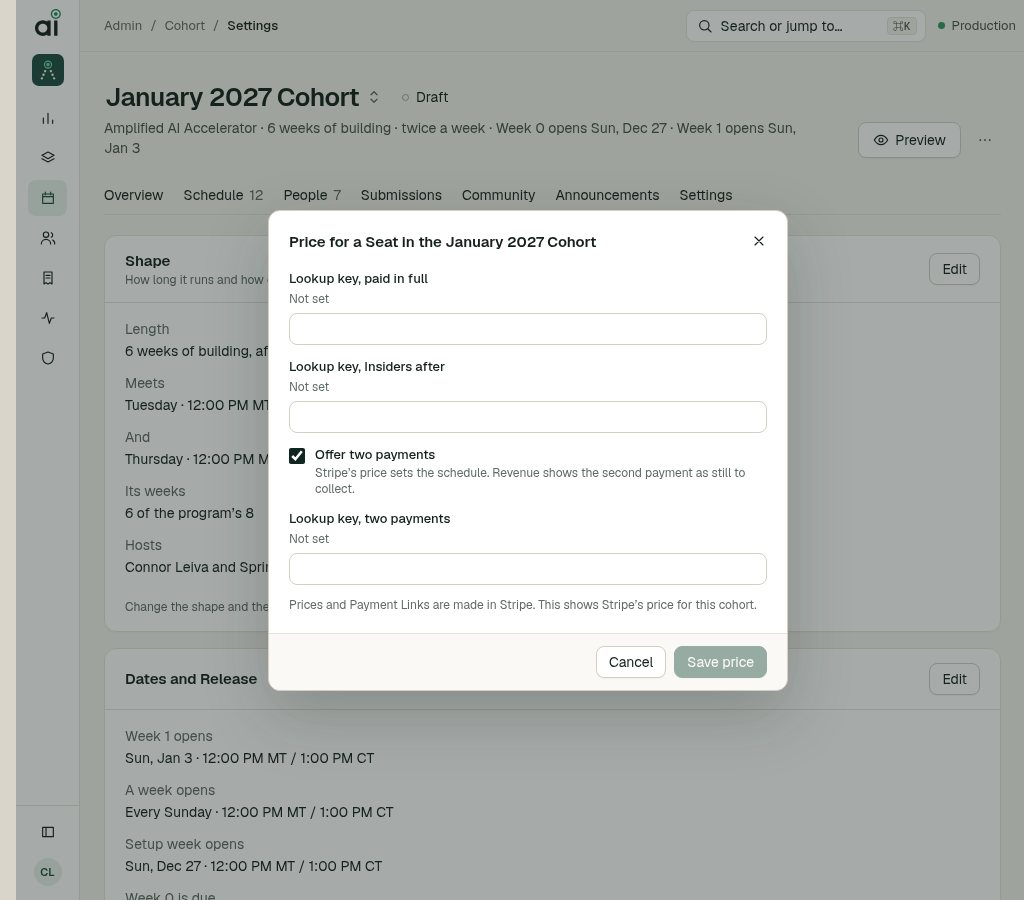 ai
Admin / Cohort / Settings
Search or jump to… ⌘K
Production
January 2027 Cohort
Draft
Amplified AI Accelerator · 6 weeks of building · twice a week · Week 0 opens Sun, Dec 27 · Week 1 opens Sun,
Jan 3
Preview
Overview Schedule 12 People 7 Submissions Community Announcements Settings
Price for a Seat in the January 2027 Cohort
Lookup key, paid in full
Not set
Lookup key, Insiders after
Not set
Offer two payments
Stripe’s price sets the schedule. Revenue shows the second payment as still to
collect.
Lookup key, two payments
Not set
Prices and Payment Links are made in Stripe. This shows Stripe’s price for this cohort.
Cancel Save price
Shape
How long it runs and how
Edit
Length
6 weeks of building,
Meets
Tuesday · 12:00 PM MT
And
Thursday · 12:00 PM
Its weeks
6 of the program’s 8
Hosts
Connor Leiva and
Change the shape and the
Dates and Release
Edit
Week 1 opens
Sun, Jan 3 · 12:00 PM MT / 1:00 PM CT
A week opens
Every Sunday · 12:00 PM MT / 1:00 PM CT
Setup week opens
Sun, Dec 27 · 12:00 PM MT / 1:00 PM CT
Week 0 is due
CL